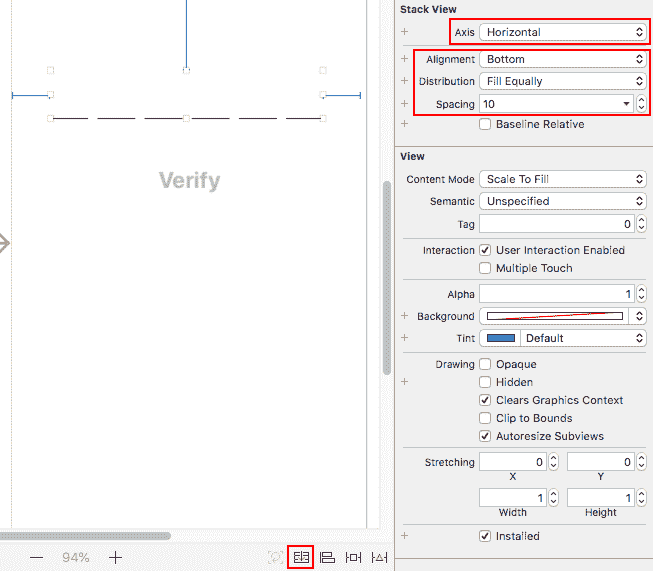 Stack View
+ Axis Horizontal
+ Alignment Bottom
+ Distribution Fill Equally
+ Spacing 10
+ Baseline Relative
Verify
View
Content Mode Scale To Fill
Semantic Unspecified
Tag 0
Interaction User Interaction Enabled
Multiple Touch
Alpha 1
+ Background
+ Tint Default
Drawing Opaque
+ Hidden
Clears Graphics Context
Clip to Bounds
Autoresize Subviews
Stretching 0 0
X Y
1 1
Width Height
+ Installed
— 94% +